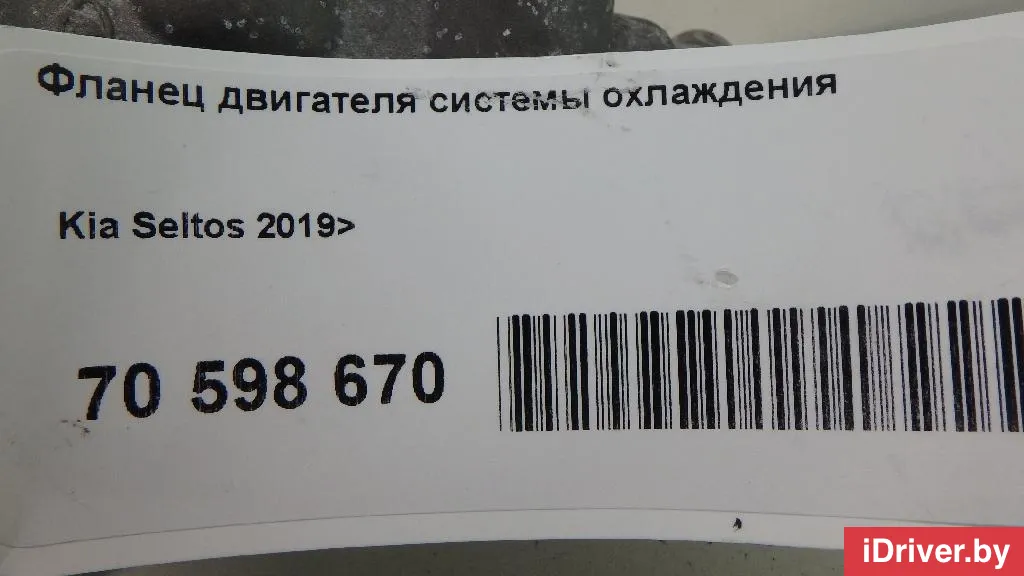 Фланец двигателя системы охлаждения
Kia Seltos 2019>
70 598 670
iDriver.by